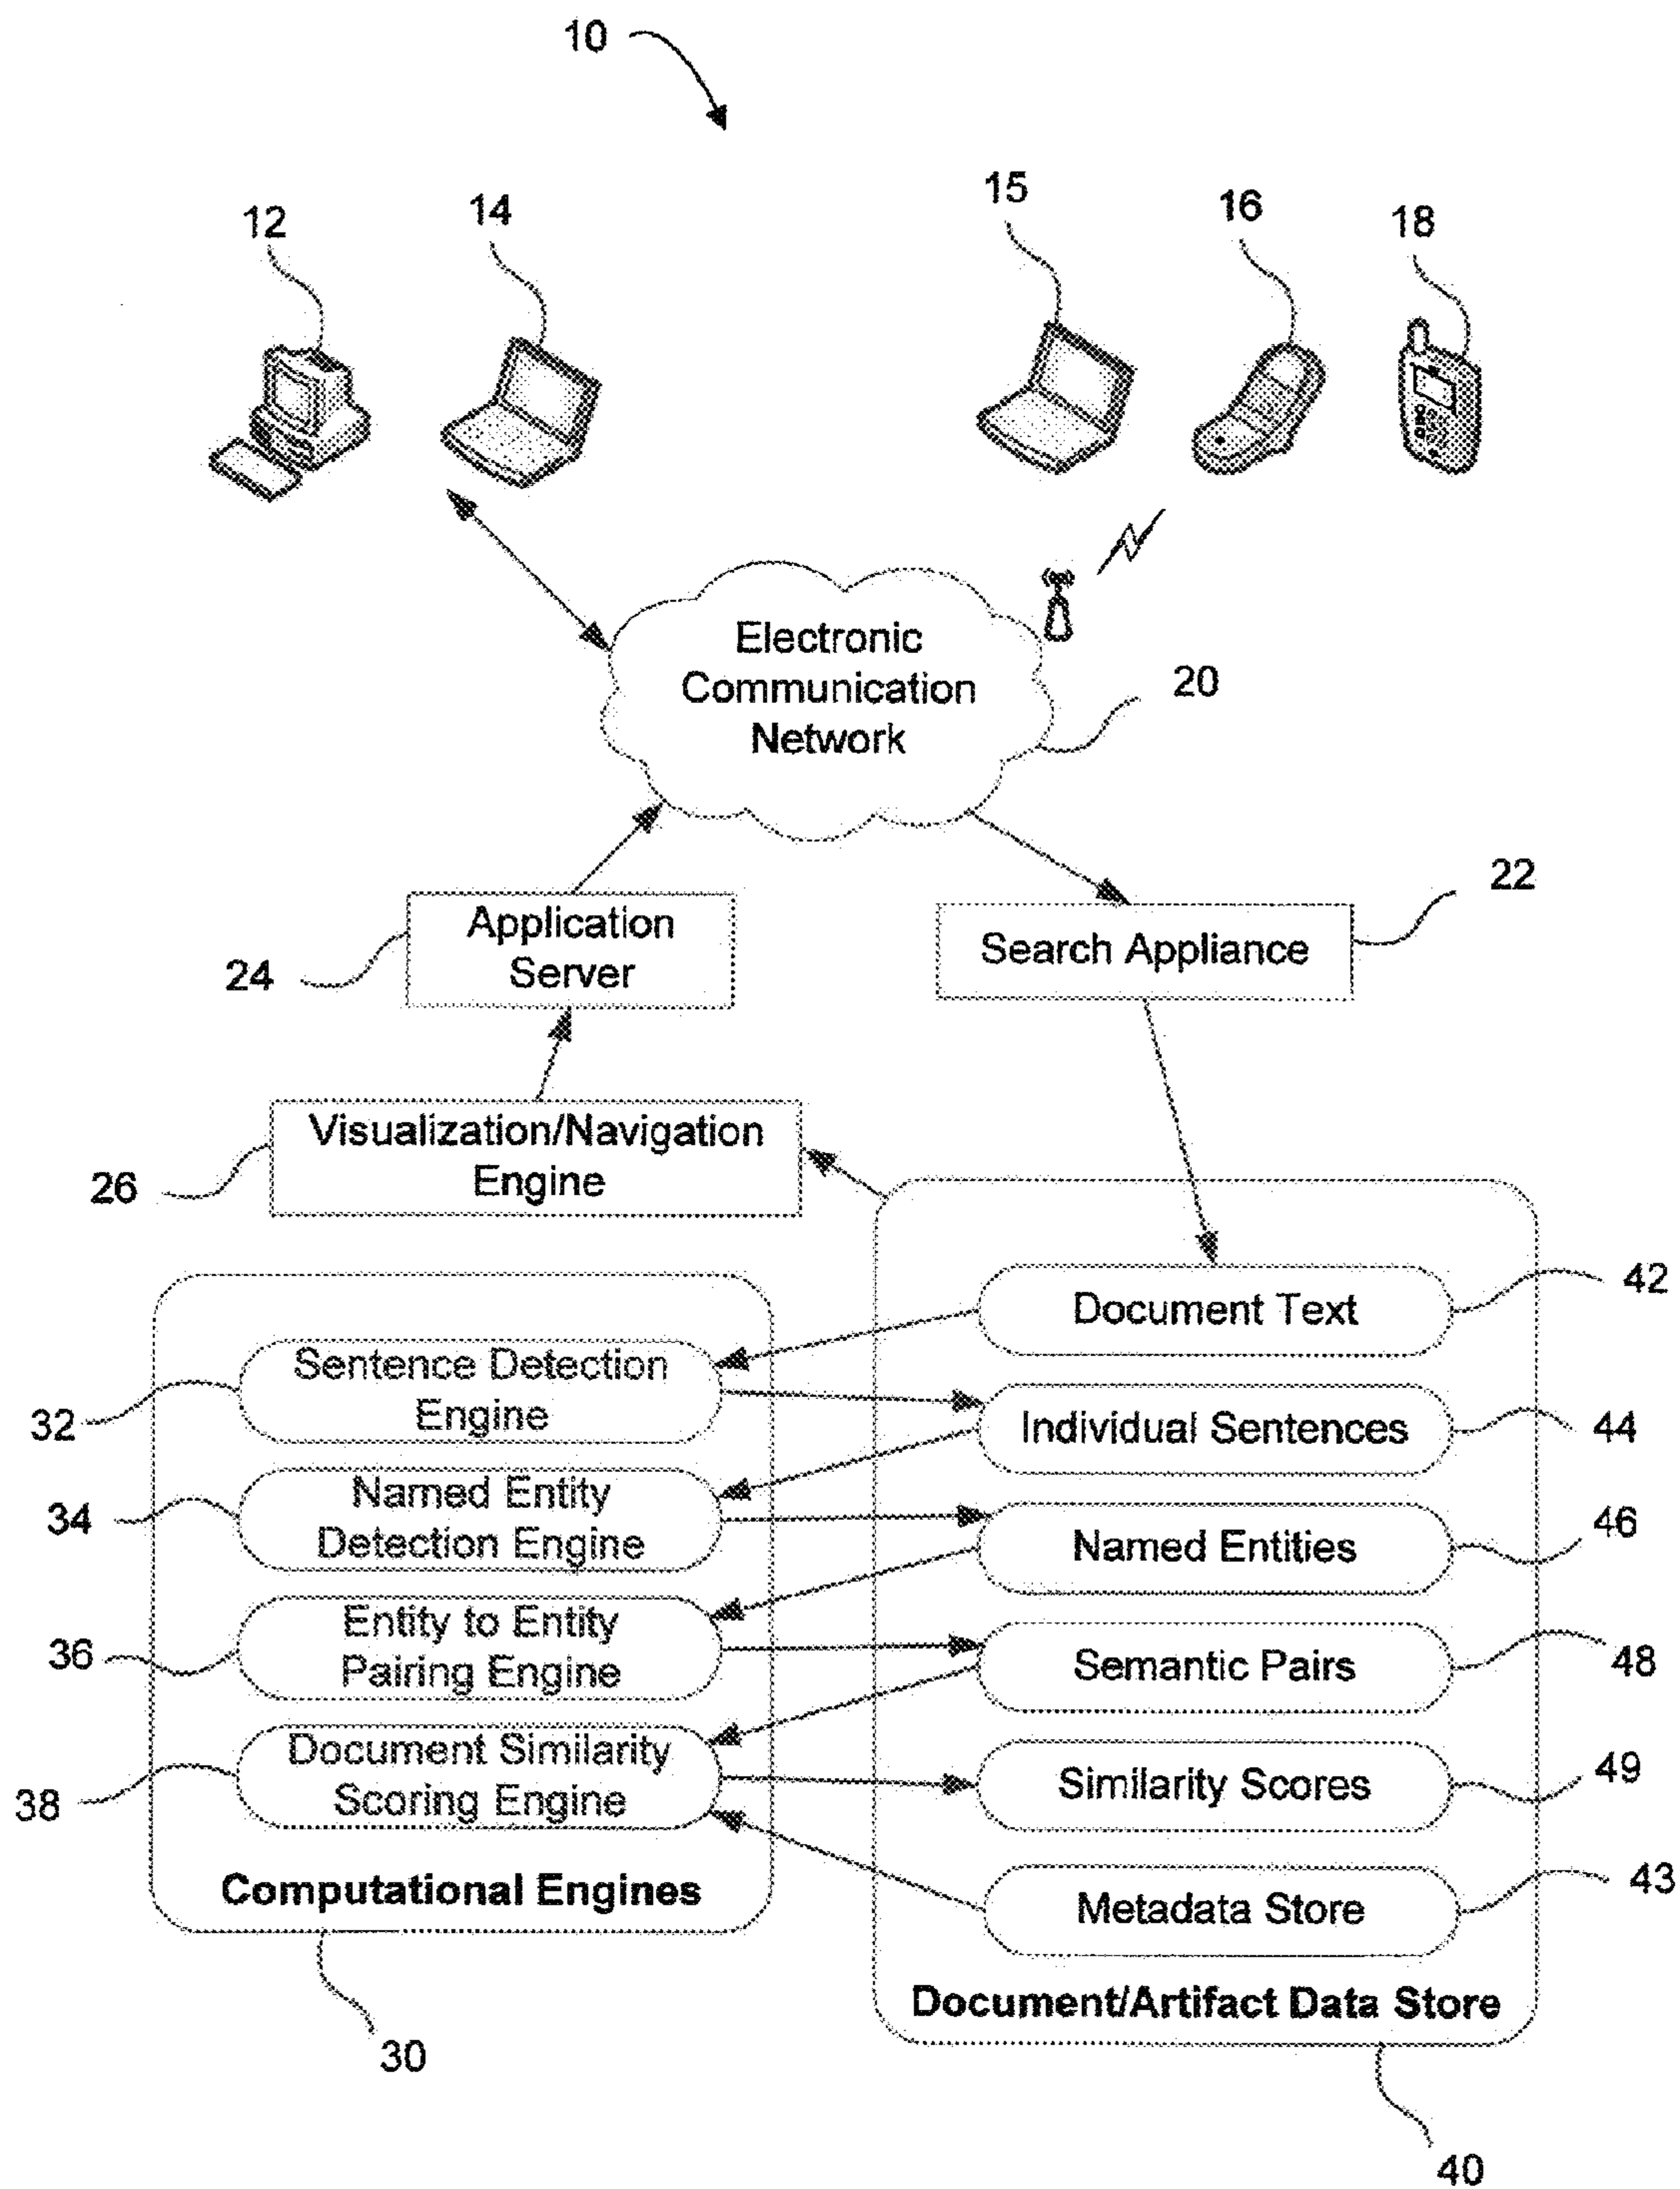 10
12
14
15
16
18
Electronic
Communication
Network
20
Application
Server
24
Search Appliance
22
Visualization/Navigation
Engine
26
Document Text
42
Sentence Detection
Engine
32
Individual Sentences
44
Named Entity
Detection Engine
34
Named Entities
46
Entity to Entity
Pairing Engine
36
Semantic Pairs
48
Document Similarity
Scoring Engine
38
Similarity Scores
49
Computational Engines
Metadata Store
43
Document/Artifact Data Store
30
40